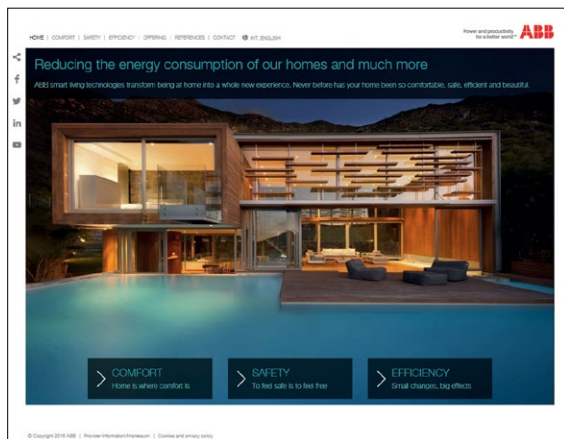 HOME | COMFORT | SAFETY | EFFICIENCY | OFFERING | REFERENCES | CONTACT INT_ENGLISH
Power and productivity
for a better world™
ABB
Reducing the energy consumption of our homes and much more
ABB smart living technologies transform being at home into a whole new experience. Never before has your home been so comfortable, safe, efficient and beautiful.
COMFORT
Home is where comfort is
SAFETY
To feel safe is to feel free
EFFICIENCY
Small changes, big effects
© Copyright 2016 ABB | Provider Information/Impressum | Cookies and privacy policy